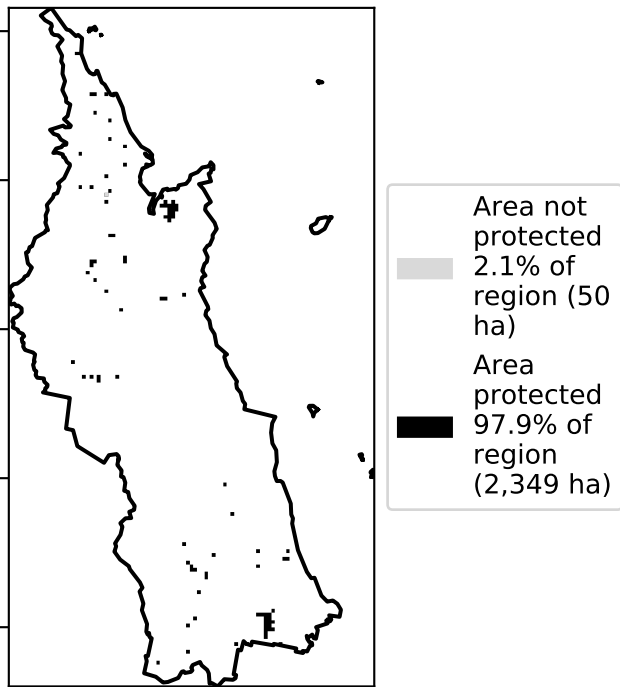 Area not
protected
2.1% of
region (50
ha)
Area
protected
97.9% of
region
(2,349 ha)